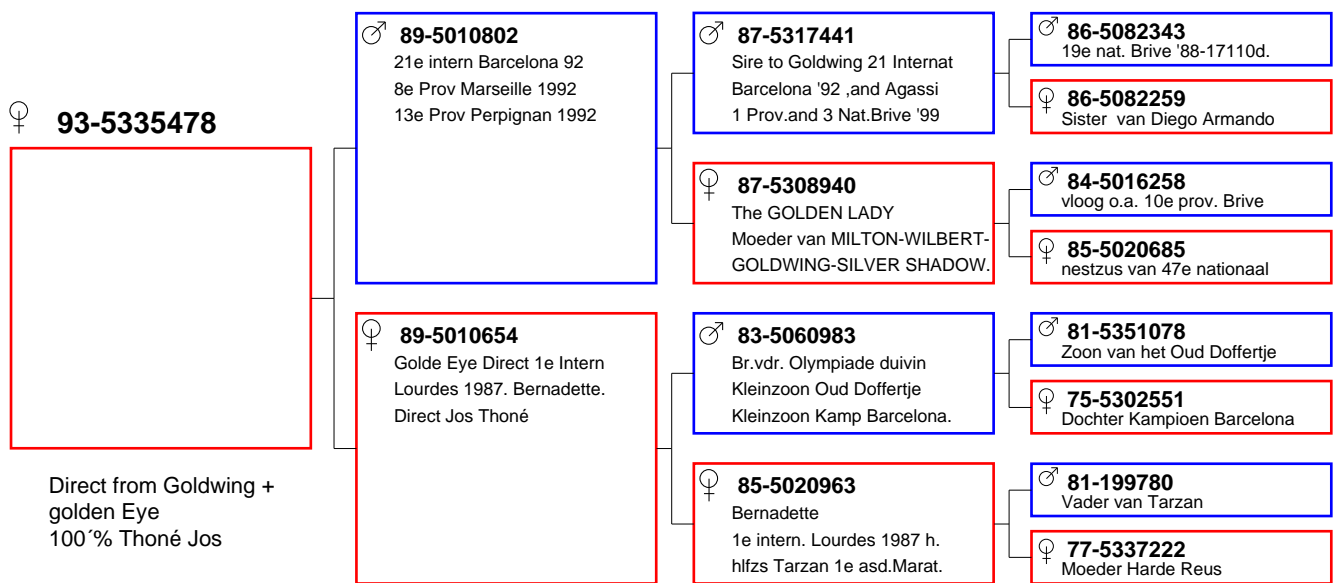 93-5335478
Direct from Goldwing +
golden Eye
100´% Thoné Jos
89-5010802
21e intern Barcelona 92
8e Prov Marseille 1992
13e Prov Perpignan 1992
89-5010654
Golde Eye Direct 1e Intern
Lourdes 1987. Bernadette.
Direct Jos Thoné
87-5317441
Sire to Goldwing 21 Internat
Barcelona '92 ,and Agassi
1 Prov.and 3 Nat.Brive '99
87-5308940
The GOLDEN LADY
Moeder van MILTON-WILBERT-
GOLDWING-SILVER SHADOW.
83-5060983
Br.vdr. Olympiade duivin
Kleinzoon Oud Doffertje
Kleinzoon Kamp Barcelona.
85-5020963
Bernadette
1e intern. Lourdes 1987 h.
hlfzs Tarzan 1e asd.Marat.
86-5082343
19e nat. Brive '88-17110d.
86-5082259
Sister  van Diego Armando
84-5016258
vloog o.a. 10e prov. Brive
85-5020685
nestzus van 47e nationaal
81-5351078
Zoon van het Oud Doffertje
75-5302551
Dochter Kampioen Barcelona
81-199780
Vader van Tarzan
77-5337222
Moeder Harde Reus